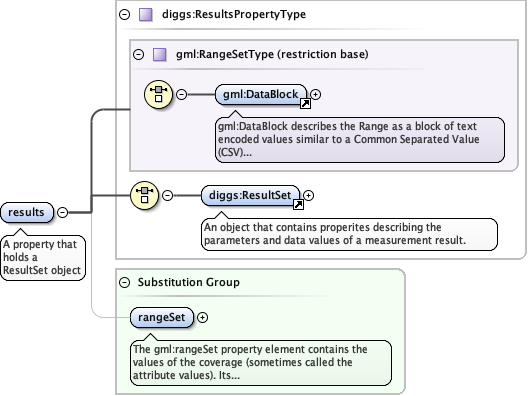 diggs:ResultsPropertyType
gml:RangeSetType (restriction base)
gml:DataBlock
gml:DataBlock describes the Range as a block of text
encoded values similar to a Common Separated Value
(CSV)...
diggs:ResultSet
An object that contains properites describing the
parameters and data values of a measurement result.
results
A property that
holds a
ResultSet object
Substitution Group
rangeSet
The gml:rangeSet property element contains the
values of the coverage (sometimes called the
attribute values). Its...